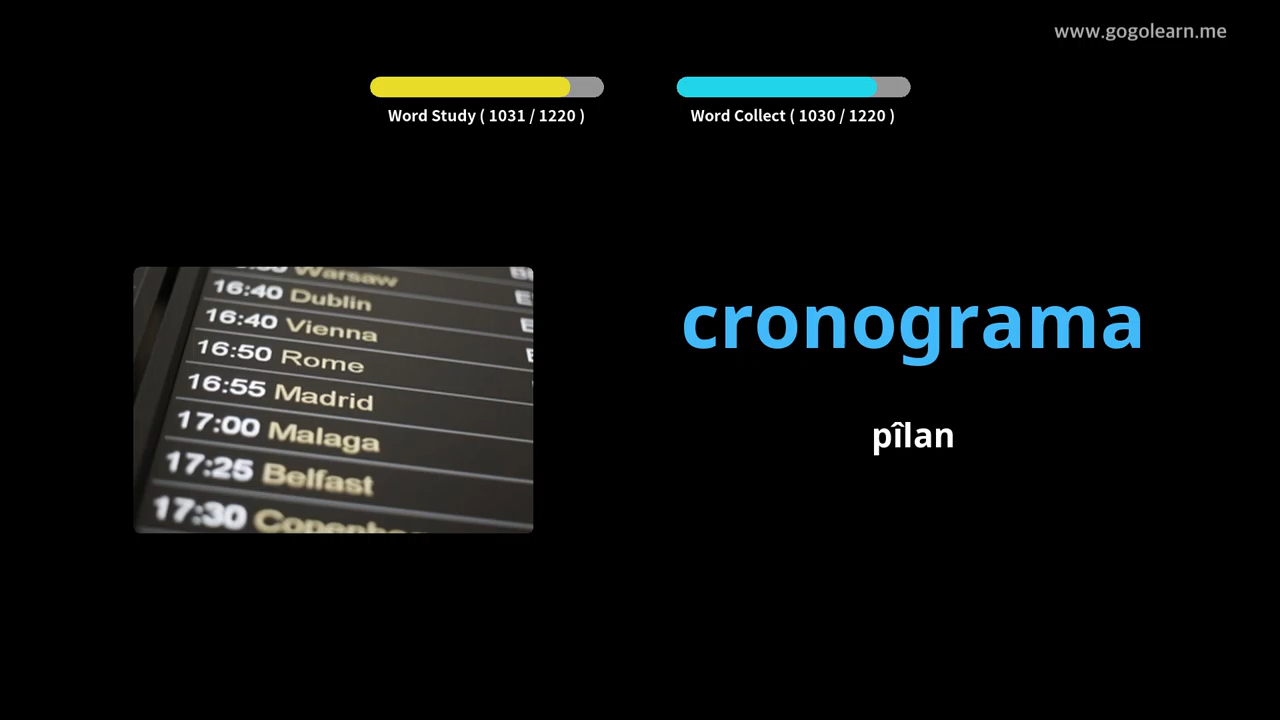 www.gogolearn.me
Word Study ( 1031 / 1220 )
Word Collect ( 1030 / 1220 )
Warsaw
16:40 Dublin
16:40 Vienna
16:50 Rome
16:55 Madrid
17:00 Malaga
17:25 Belfast
17:30
cronograma
pîlan